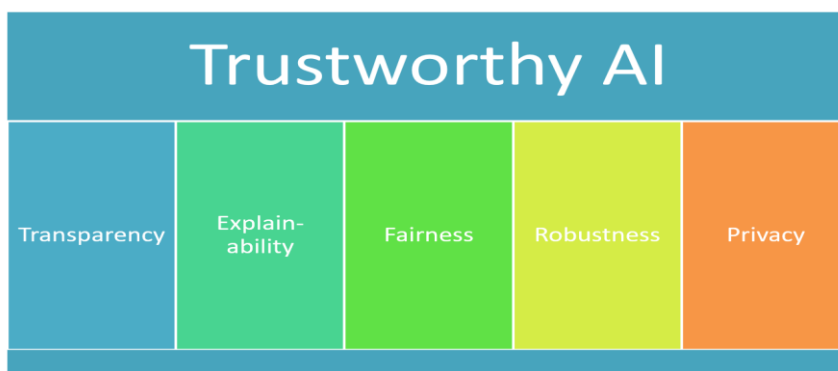 Trustworthy AI
Transparency
Explain-
ability
Fairness
Robustness
Privacy